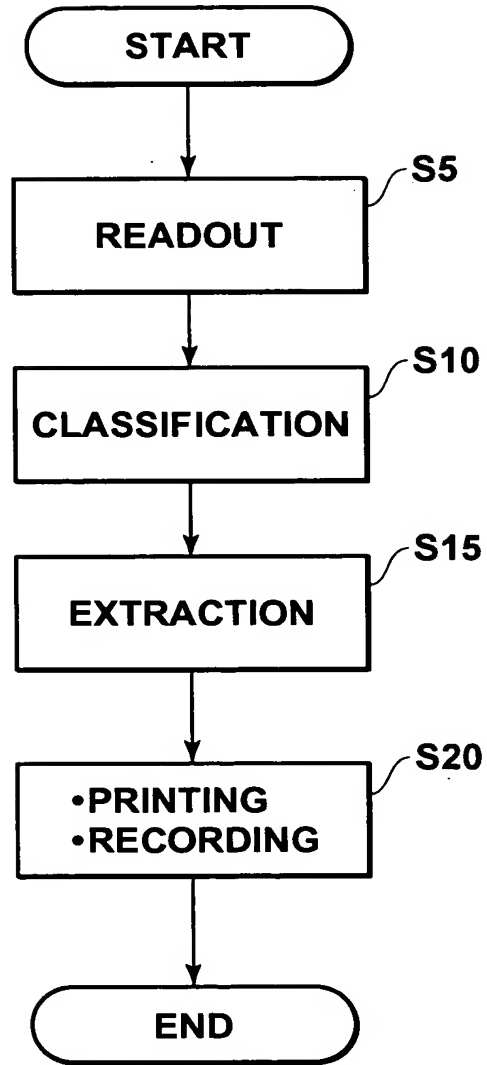 START
S5
READOUT
S10
CLASSIFICATION
S15
EXTRACTION
S20
•PRINTING
•RECORDING
END